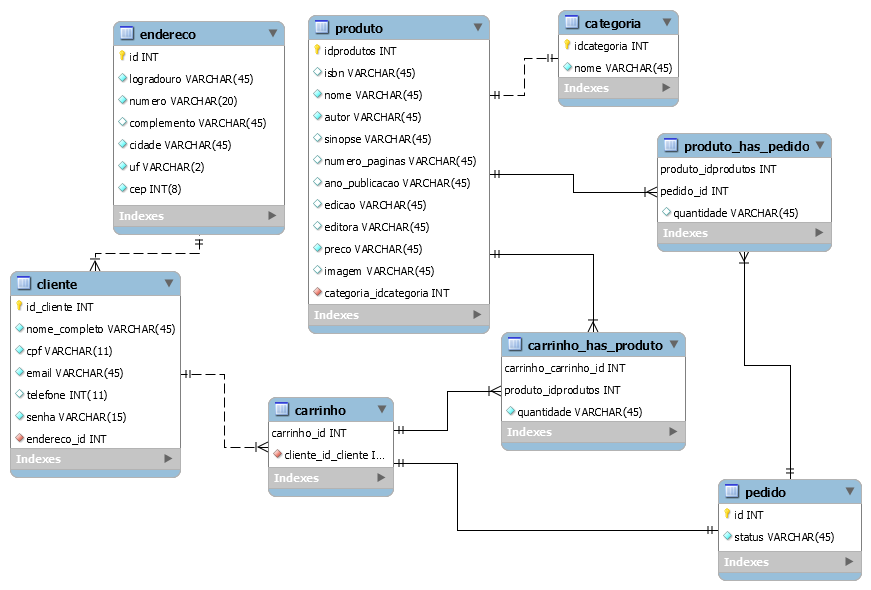 endereco
id INT
logradouro VARCHAR(45)
numero VARCHAR(20)
complemento VARCHAR(45)
cidade VARCHAR(45)
uf VARCHAR(2)
cep INT(8)
Indexes
produto
idprodutos INT
isbn VARCHAR(45)
nome VARCHAR(45)
autor VARCHAR(45)
sinopse VARCHAR(45)
numero_paginas VARCHAR(45)
ano_publicacao VARCHAR(45)
edicao VARCHAR(45)
editora VARCHAR(45)
preco VARCHAR(45)
imagem VARCHAR(45)
categoria_idcategoria INT
Indexes
categoria
idcategoria INT
nome VARCHAR(45)
Indexes
produto_has_pedido
produto_idprodutos INT
pedido_id INT
quantidade VARCHAR(45)
Indexes
cliente
id_cliente INT
nome_completo VARCHAR(45)
cpf VARCHAR(11)
email VARCHAR(45)
telefone INT(11)
senha VARCHAR(15)
endereco_id INT
Indexes
carrinho
carrinho_id INT
cliente_id_cliente I...
Indexes
carrinho_has_produto
carrinho_carrinho_id INT
produto_idprodutos INT
quantidade VARCHAR(45)
Indexes
pedido
id INT
status VARCHAR(45)
Indexes